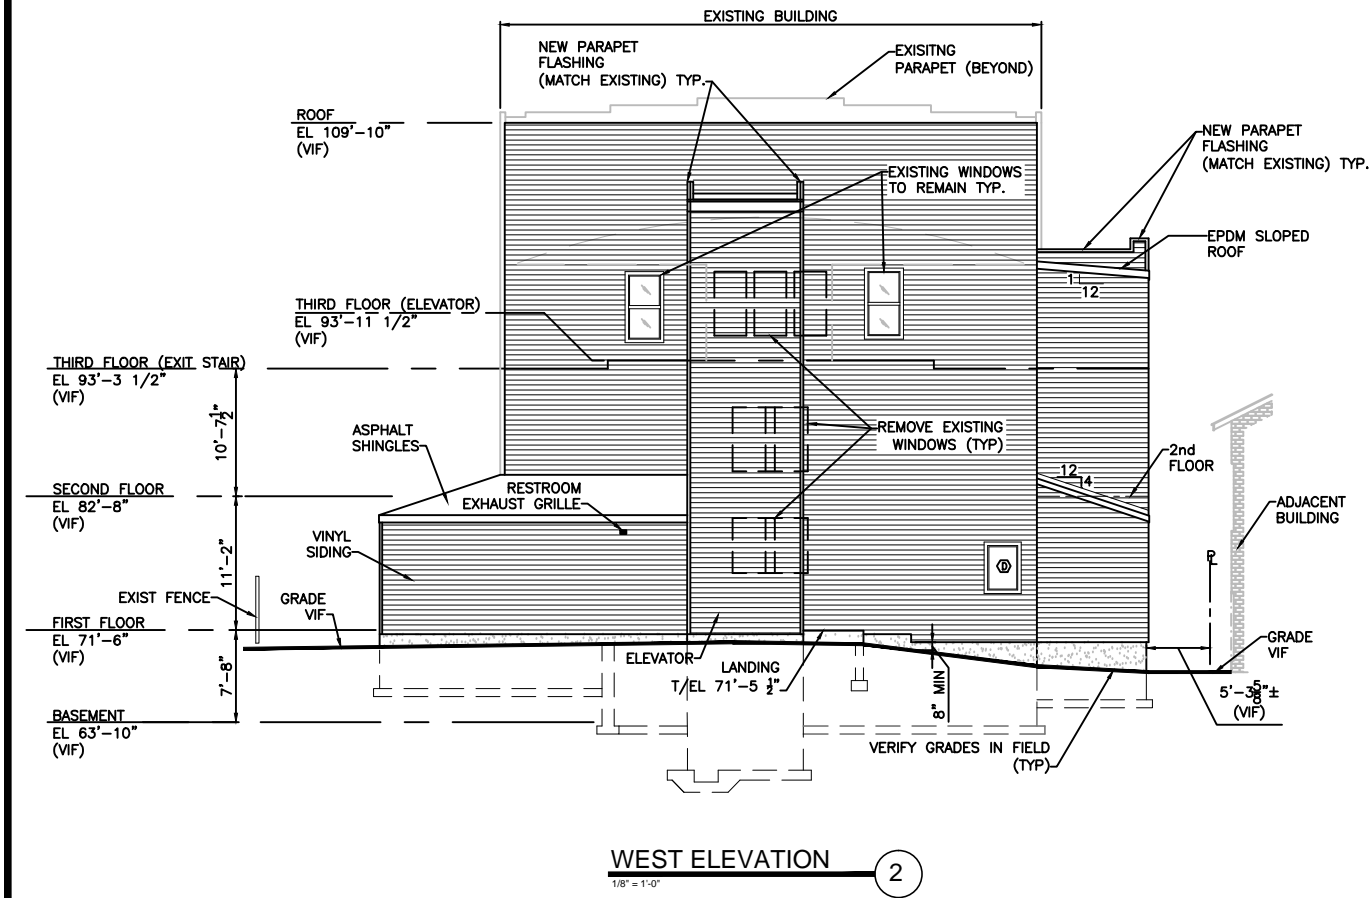 EXISTING BUILDING
NEW PARAPET
FLASHING
(MATCH EXISTING) TYP.
EXISITNG
PARAPET (BEYOND)
ROOF
EL 109'-10"
(VIF)
NEW PARAPET
FLASHING
(MATCH EXISTING) TYP.
EXISTING WINDOWS
TO REMAIN TYP.
EPDM SLOPED
ROOF
1
12
THIRD FLOOR (ELEVATOR)
EL 93'-11 1/2"
(VIF)
THIRD FLOOR (EXIT STAIR)
EL 93'-3 1/2"
(VIF)
10'-7 1/2"
ASPHALT
SHINGLES
REMOVE EXISTING
WINDOWS (TYP)
2nd
FLOOR
12
4
SECOND FLOOR
EL 82'-8"
(VIF)
RESTROOM
EXHAUST GRILLE
ADJACENT
BUILDING
VINYL
SIDING
11'-2"
D
PL
EXIST FENCE
GRADE
VIF
FIRST FLOOR
EL 71'-6"
(VIF)
ELEVATOR
LANDING
T/EL 71'-5 1/2"
GRADE
VIF
7'-8"
8" MIN
5'-3 5/8"±
(VIF)
BASEMENT
EL 63'-10"
(VIF)
VERIFY GRADES IN FIELD
(TYP)
WEST ELEVATION
2
1/8" = 1'-0"